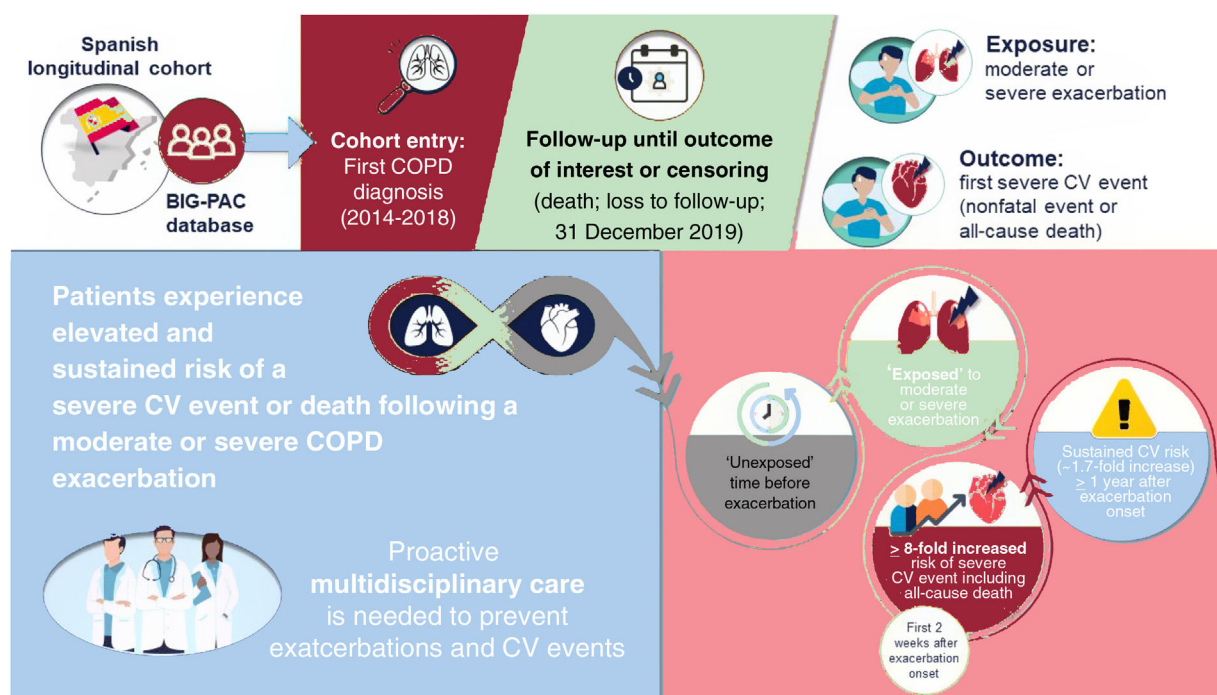 Spanish
longitudinal cohort
BIG-PAC
database
Cohort entry:
First COPD
diagnosis
(2014-2018)
Follow-up until outcome
of interest or censoring
(death; loss to follow-up;
31 December 2019)
Exposure:
moderate or
severe exacerbation
Outcome:
first severe CV event
(nonfatal event or
all-cause death)
Patients experience
elevated and
sustained risk of a
severe CV event or death following a
moderate or severe COPD
exacerbation
Proactive
multidisciplinary care
is needed to prevent
exatcerbations and CV events
'Unexposed'
time before
exacerbation
'Exposed' to
moderate
or severe
exacerbation
≥ 8-fold increased
risk of severe
CV event including
all-cause death
First 2
weeks after
exacerbation
onset
Sustained CV risk
(~1.7-fold increase)
≥ 1 year after
exacerbation
onset